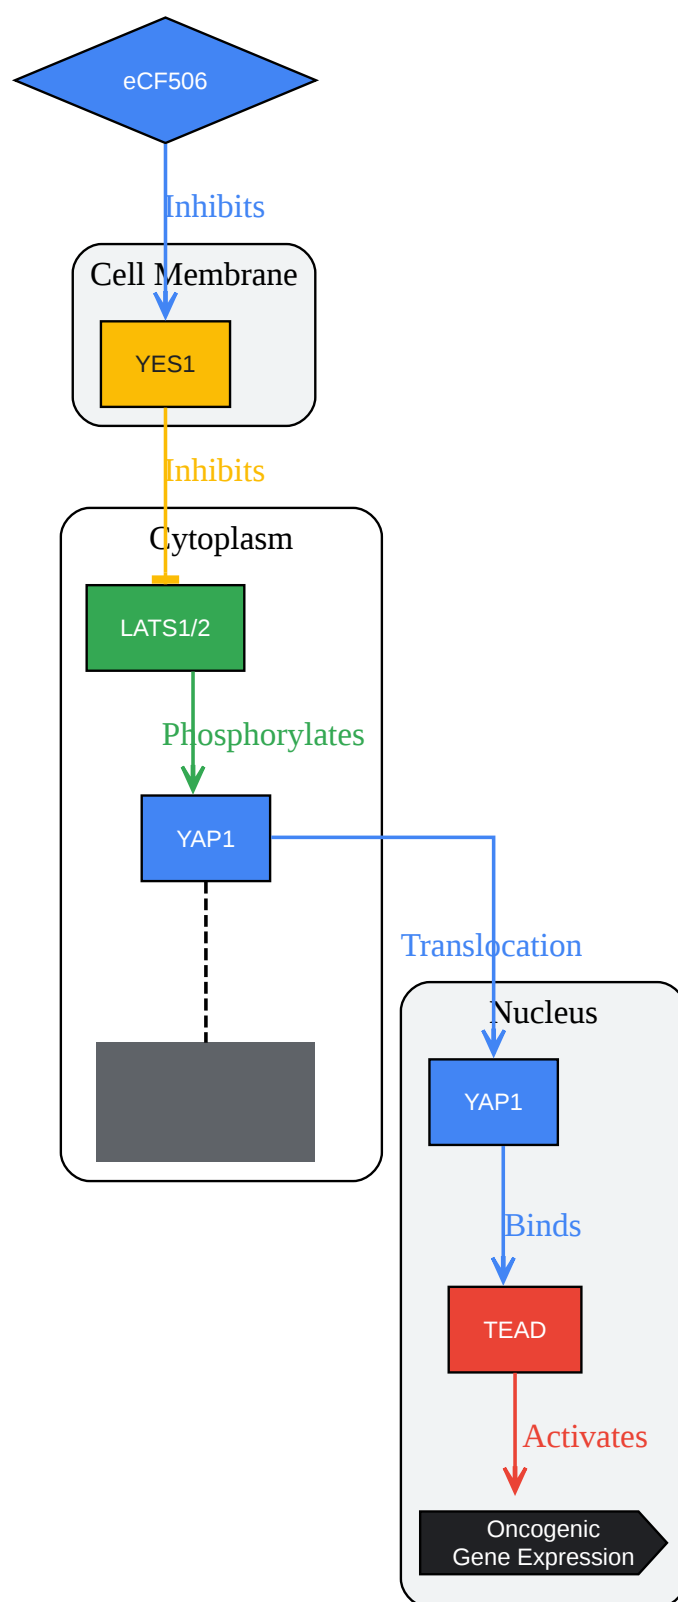 eCF506
Inhibits
Cell Membrane
YES1
Inhibits
Cytoplasm
LATS1/2
Phosphorylates
YAP1
Translocation
Nucleus
YAP1
Binds
TEAD
Activates
Oncogenic
Gene Expression